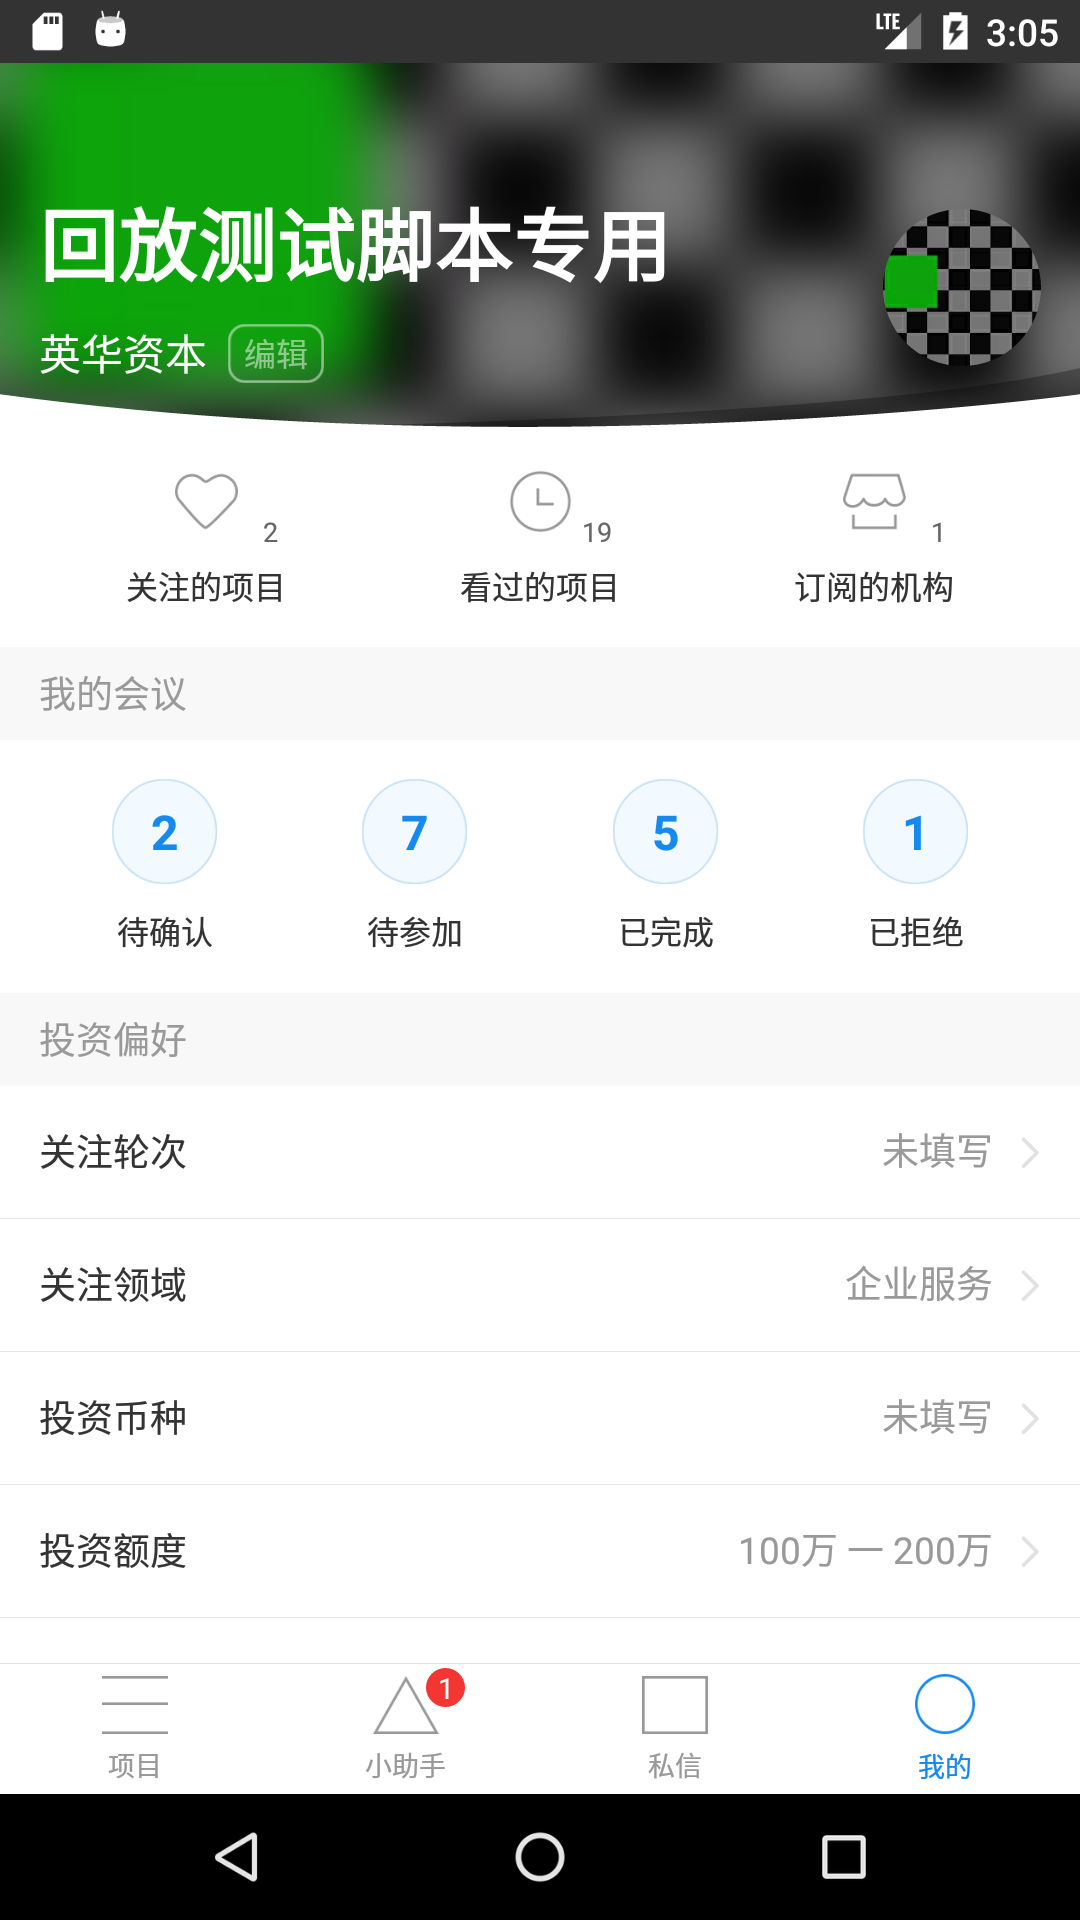 LTE 3:05
回放测试脚本专用
英华资本 编辑
2 19 1
关注的项目 看过的项目 订阅的机构
我的会议
2 7 5 1
待确认 待参加 已完成 已拒绝
投资偏好
关注轮次 未填写
关注领域 企业服务
投资币种 未填写
投资额度 100万 一 200万
1
项目 小助手 私信 我的